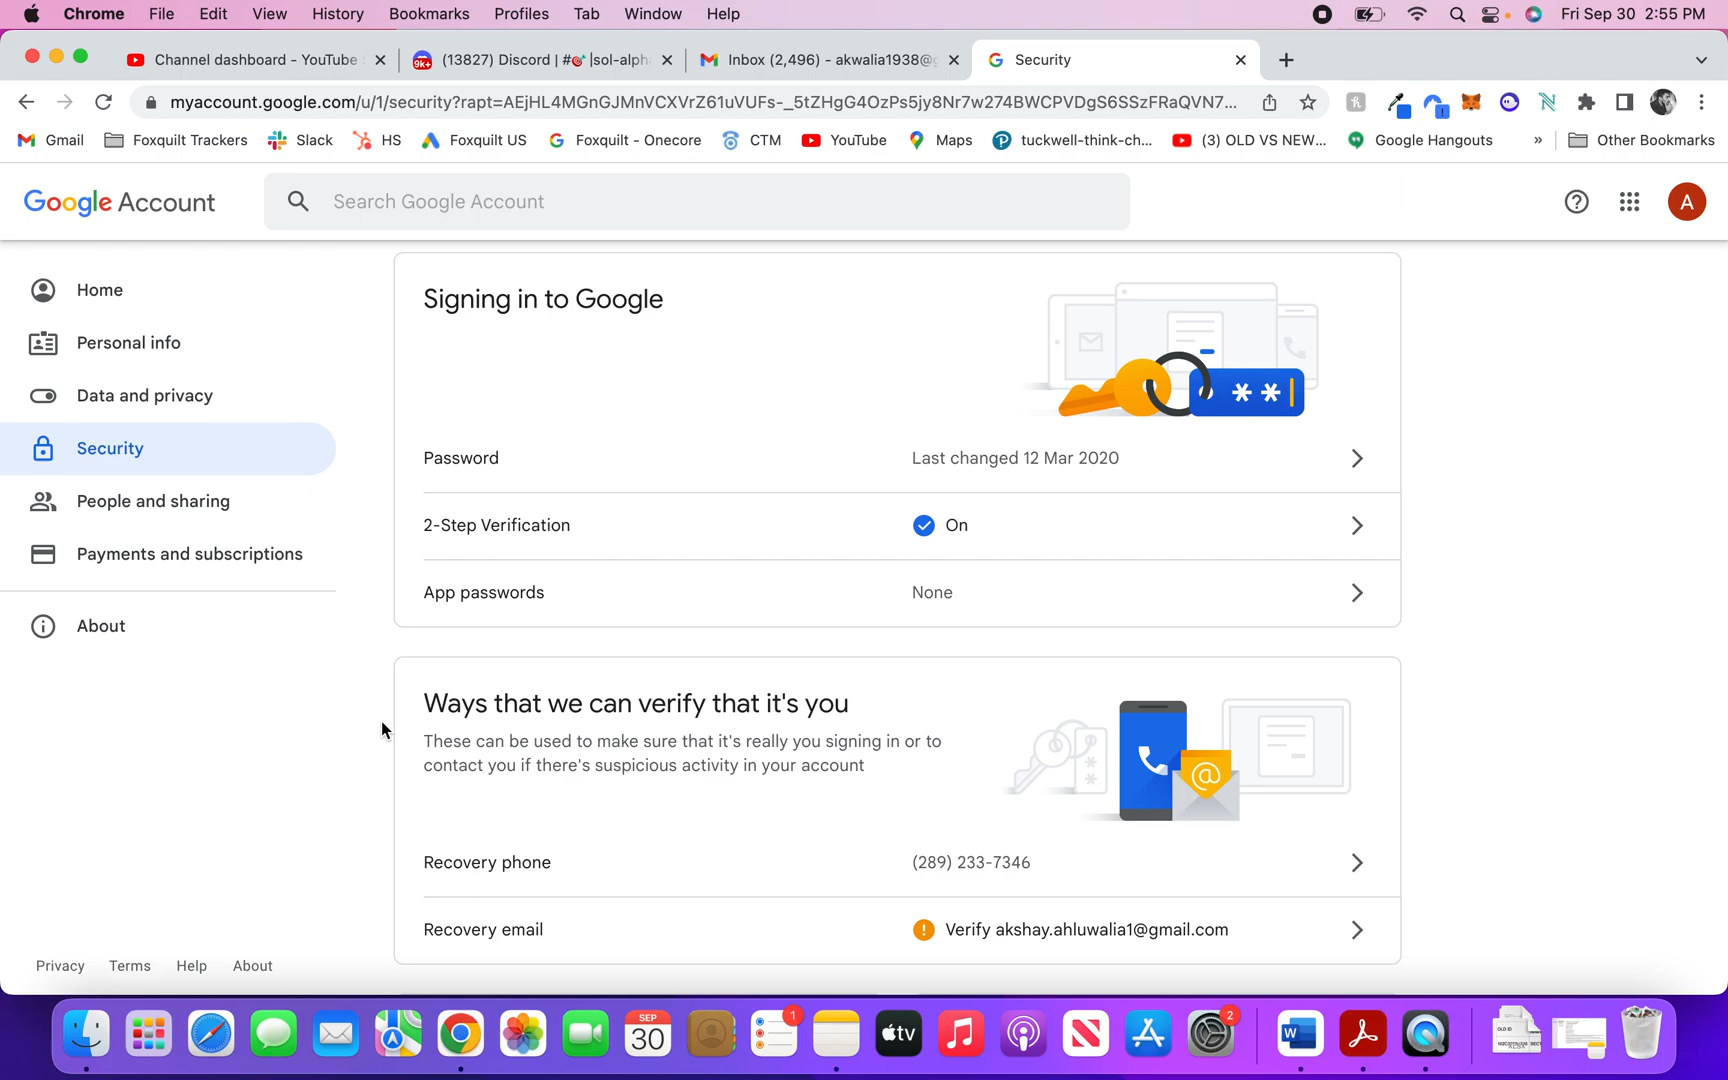 Chrome File Edit View History Bookmarks Profiles Tab Window Help Fri Sep 30 2:55 PM
Channel dashboard - YouTube (13827) Discord | #🎯 |sol-alph Inbox (2,496) - akwalia1938@g Security
myaccount.google.com/u/1/security?rapt=AEjHL4MGnGJMnVCXVrZ61uVUFs-_5tZHgG4OzPs5jy8Nr7w274BWCPVDgS6SSzFRaQVN7...
Gmail Foxquilt Trackers Slack HS Foxquilt US Foxquilt - Onecore CTM YouTube Maps tuckwell-think-ch... (3) OLD VS NEW... Google Hangouts » Other Bookmarks
Google Account Search Google Account A
Home
Personal info
Data and privacy
Security
People and sharing
Payments and subscriptions
About
Signing in to Google
Password Last changed 12 Mar 2020
2-Step Verification On
App passwords None
Ways that we can verify that it's you
These can be used to make sure that it's really you signing in or to
contact you if there's suspicious activity in your account
Recovery phone (289) 233-7346
Recovery email Verify akshay.ahluwalia1@gmail.com
Privacy Terms Help About
SEP
30
1
tv
2